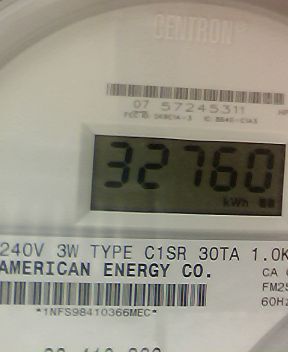 CENTRON®
07 57245311
32760
kWh
240V 3W TYPE C1SR 30TA 1.0K
AMERICAN ENERGY CO.
CA
FM2S
60Hz
*1NFS98410366MEC*